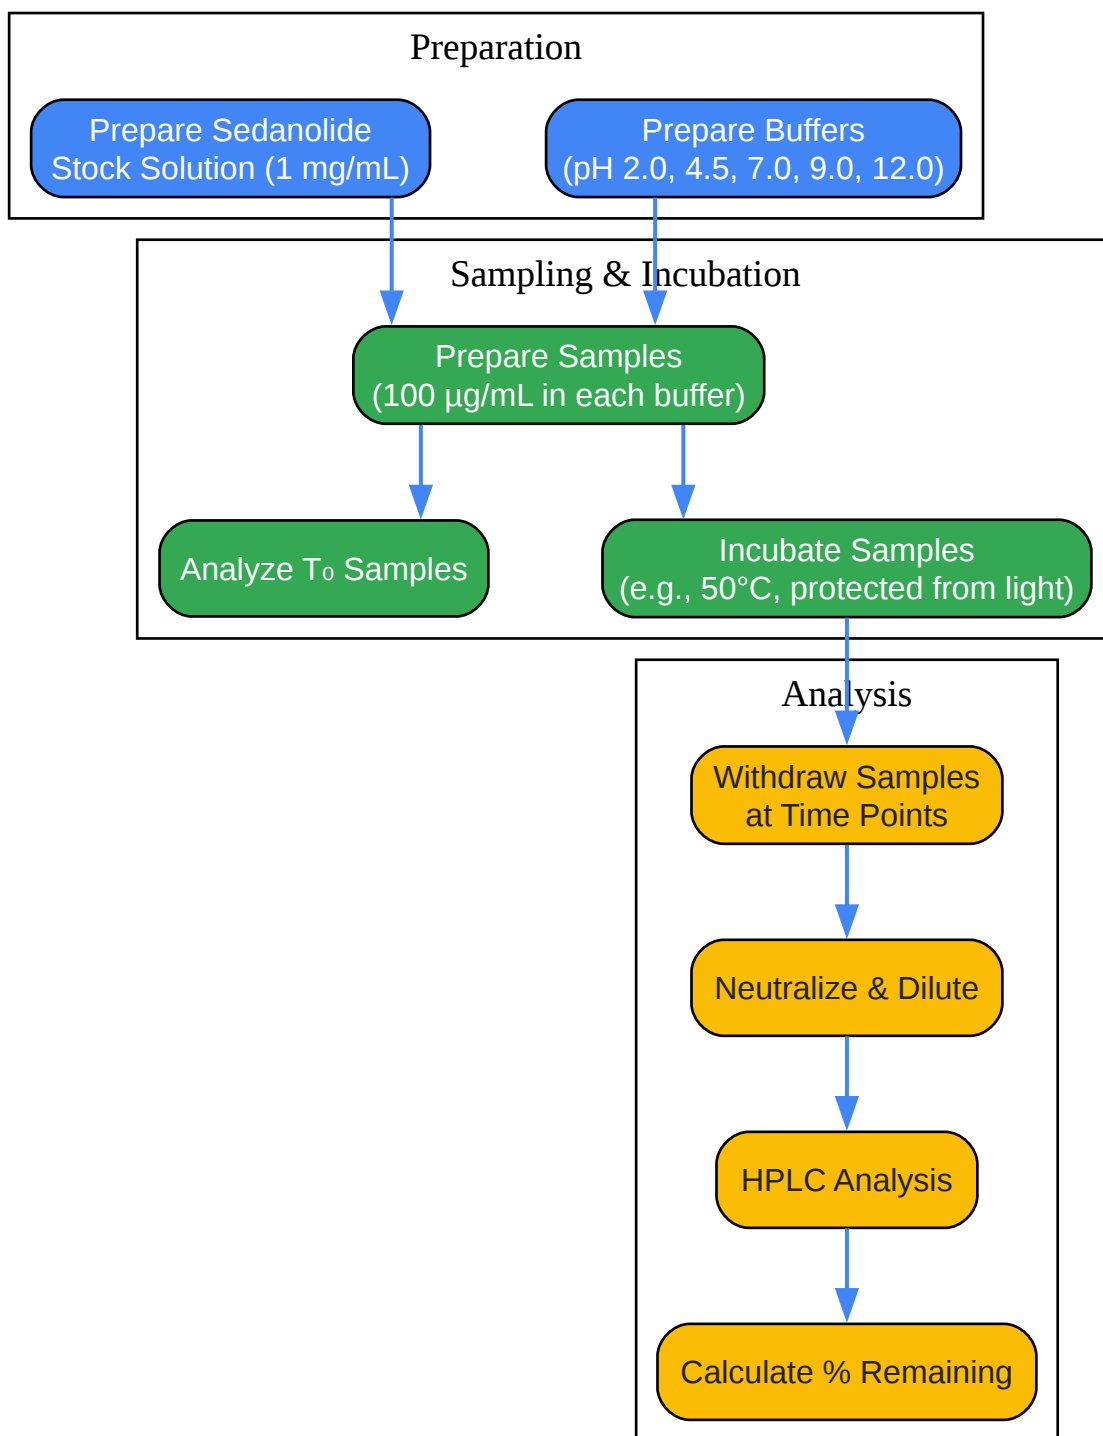 Preparation
Prepare Sedanolide
Stock Solution (1 mg/mL)
Prepare Buffers
(pH 2.0, 4.5, 7.0, 9.0, 12.0)
Sampling & Incubation
Prepare Samples
(100 µg/mL in each buffer)
Analyze T₀ Samples
Incubate Samples
(e.g., 50°C, protected from light)
Analysis
Withdraw Samples
at Time Points
Neutralize & Dilute
HPLC Analysis
Calculate % Remaining